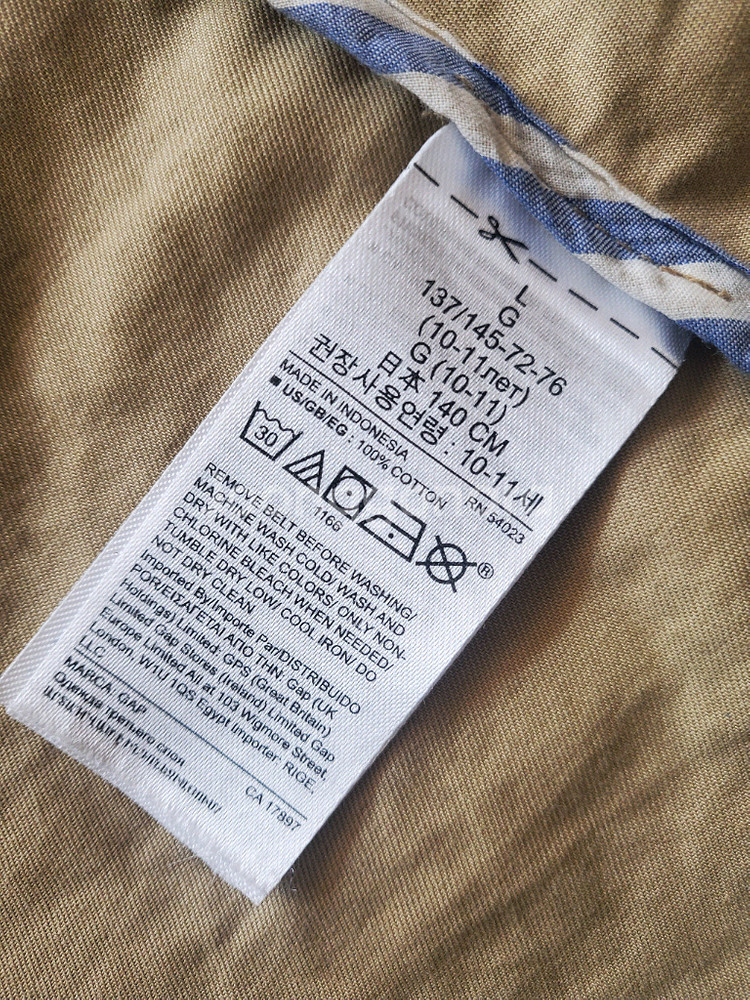 L
G
137/145-72-76
(10-11лет)
G (10-11)
日本 140 CM
권장사용연령 : 10-11세
MADE IN INDONESIA RN 54023
■ US/GB/EG : 100% COTTON
30
1166
®
REMOVE BELT BEFORE WASHING/
MACHINE WASH COLD/ WASH AND
DRY WITH LIKE COLORS/ ONLY NON-
CHLORINE BLEACH WHEN NEEDED/
TUMBLE DRY LOW/ COOL IRON/ DO
NOT DRY CLEAN
Imported By/Importe Par/DISTRIBUIDO
POR/ΕΙΣΑΓΕΤΑΙ ΑΠΟ ΤΗΝ: Gap (UK
Holdings) Limited: GPS (Great Britain)
Limited Gap Stores (Ireland) Limited Gap
Europe Limited All at 103 Wigmore Street,
London, W1U 1QS Egypt Importer: RIGE,
LLC
MARCA: GAP CA 17897
Одежда третьего слоя